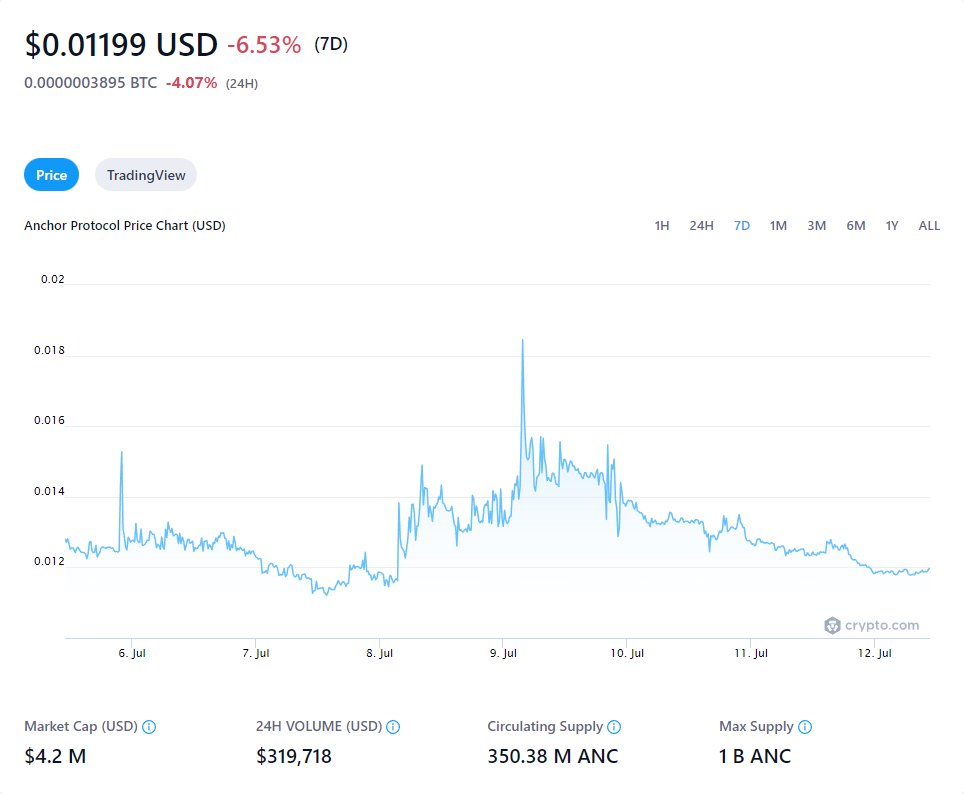 $0.01199 USD -6.53% (7D)
0.0000003895 BTC -4.07% (24H)
Price TradingView
Anchor Protocol Price Chart (USD) 1H 24H 7D 1M 3M 6M 1Y ALL
0.02
0.018
0.016
0.014
0.012
crypto.com
6. Jul 7. Jul 8. Jul 9. Jul 10. Jul 11. Jul 12. Jul
Market Cap (USD) 24H VOLUME (USD) Circulating Supply Max Supply
$4.2 M $319,718 350.38 M ANC 1 B ANC